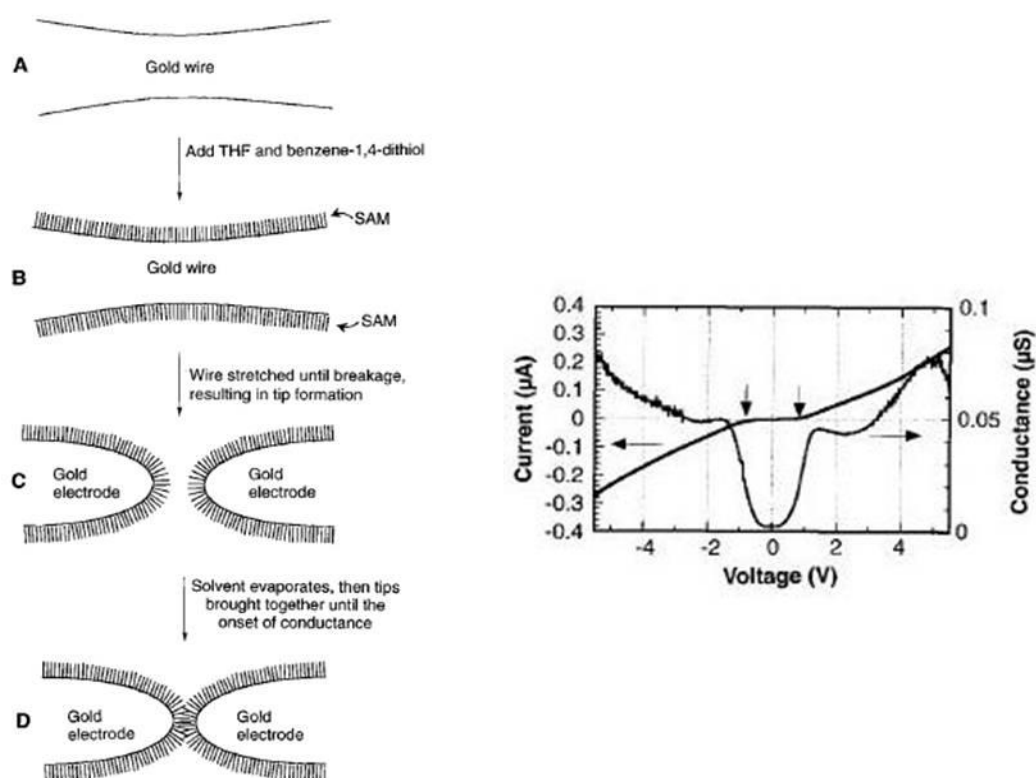 A
Gold wire
Add THF and benzene-1,4-dithiol
SAM
Gold wire
B
SAM
Wire stretched until breakage,
resulting in tip formation
C
Gold
electrode
Gold
electrode
Solvent evaporates, then tips
brought together until the
onset of conductance
D
Gold
electrode
Gold
electrode
0.4
0.3
0.2
0.1
0
-0.1
-0.2
-0.3
-0.4
Current (µA)
-4
-2
0
2
4
Voltage (V)
0.1
0.05
0
Conductance (µS)